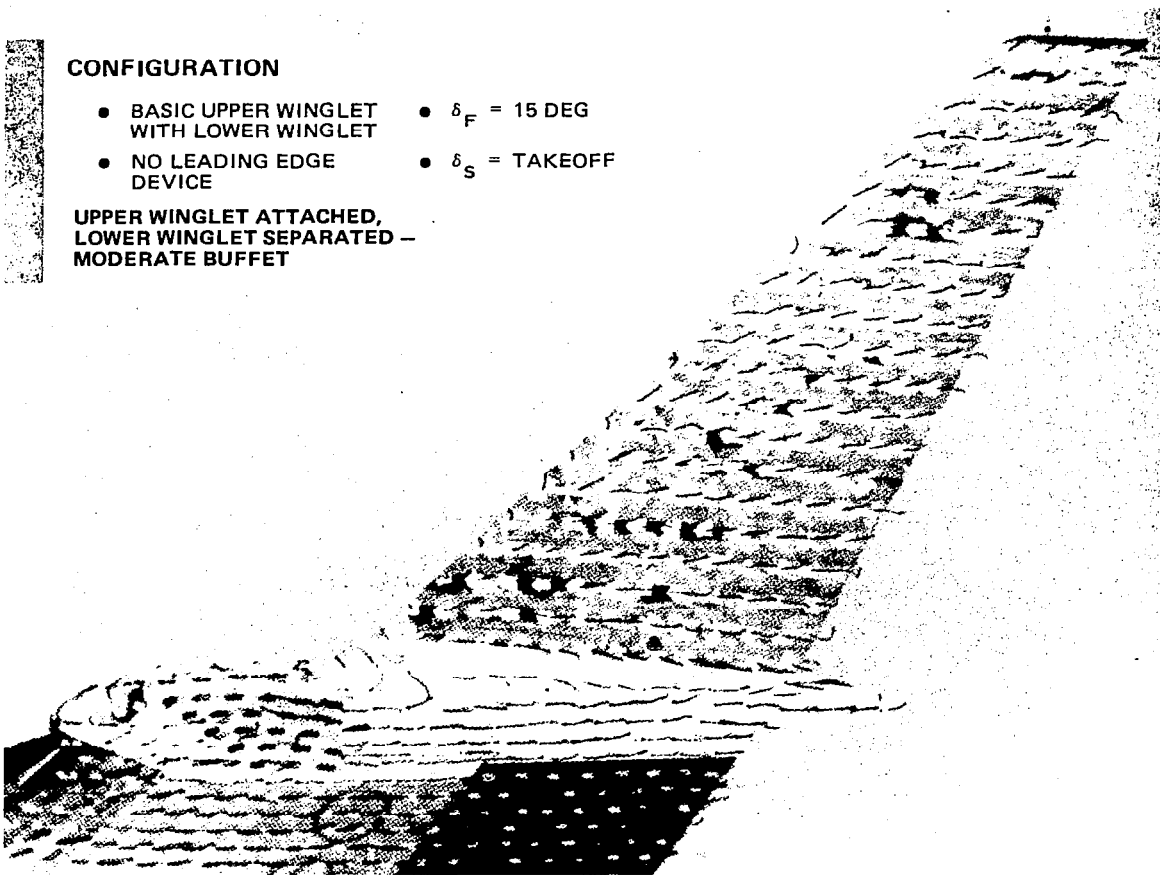 CONFIGURATION
• BASIC UPPER WINGLET
WITH LOWER WINGLET
• NO LEADING EDGE
DEVICE
• δF = 15 DEG
• δS = TAKEOFF
UPPER WINGLET ATTACHED,
LOWER WINGLET SEPARATED –
MODERATE BUFFET